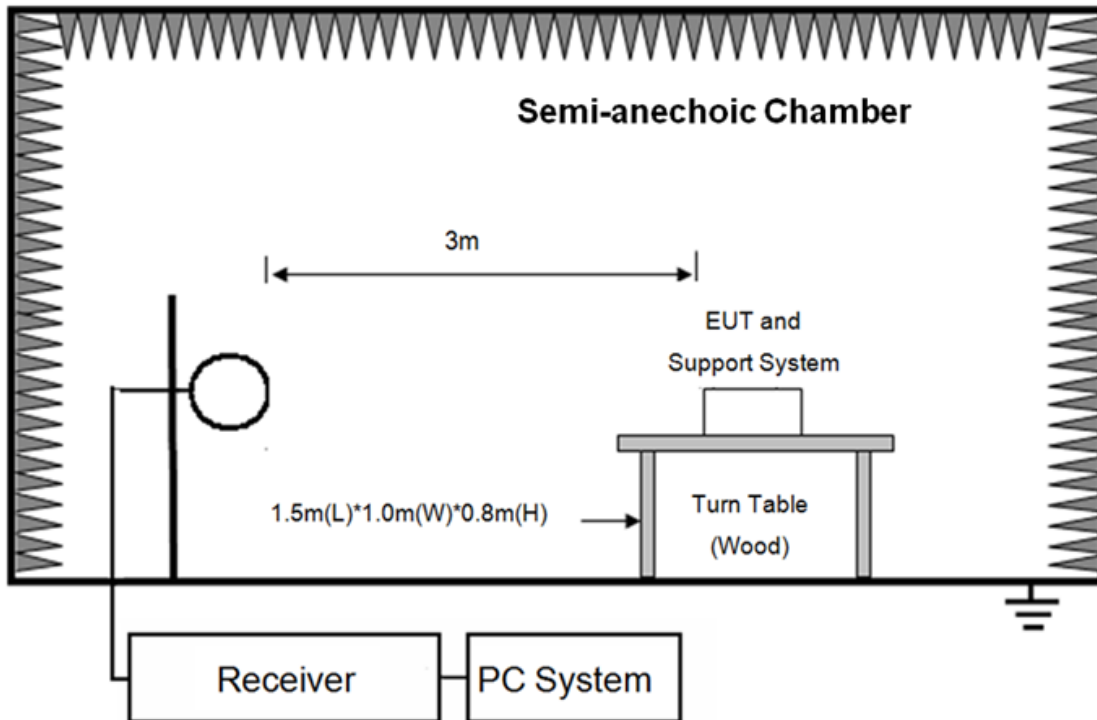 Semi-anechoic Chamber
3m
EUT and
Support System
1.5m(L)*1.0m(W)*0.8m(H)
Turn Table
(Wood)
Receiver
PC System